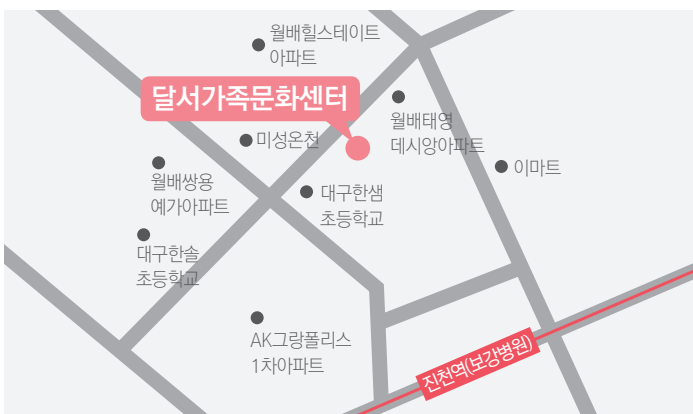 월배힐스테이트
아파트
달서가족문화센터
월배태영
데시앙아파트
미성온천
이마트
월배쌍용
예가아파트
대구한샘
초등학교
대구한솔
초등학교
AK그랑폴리스
1차아파트
진천역(보강병원)